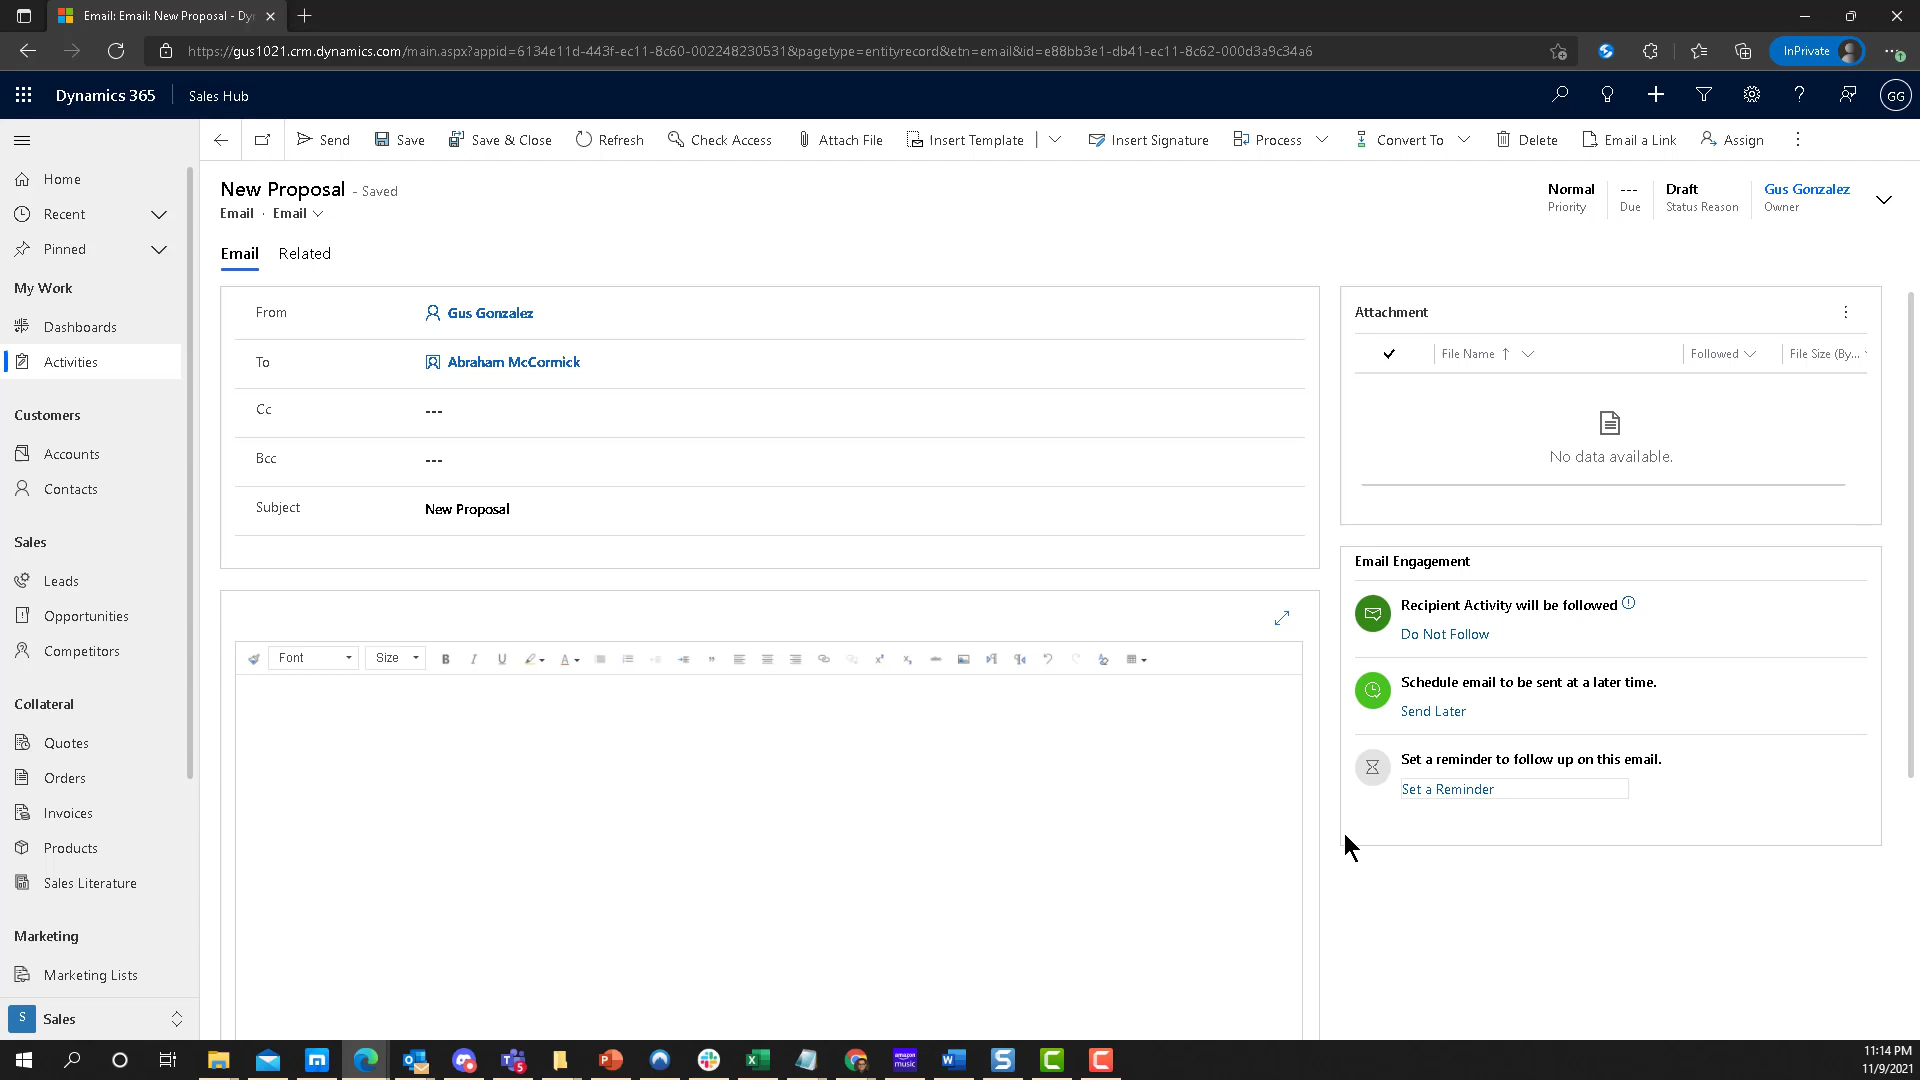 Email: Email: New Proposal - Dy
https://gus1021.crm.dynamics.com/main.aspx?appid=6134e11d-443f-ec11-8c60-002248230531&pagetype=entityrecord&etn=email&id=e88bb3e1-db41-ec11-8c62-000d3a9c34a6
InPrivate
Dynamics 365
Sales Hub
GG
Send
Save
Save & Close
Refresh
Check Access
Attach File
Insert Template
Insert Signature
Process
Convert To
Delete
Email a Link
Assign
Home
Recent
Pinned
My Work
Dashboards
Activities
Customers
Accounts
Contacts
Sales
Leads
Opportunities
Competitors
Collateral
Quotes
Orders
Invoices
Products
Sales Literature
Marketing
Marketing Lists
S Sales
New Proposal - Saved
Email · Email
Normal
Priority
---
Due
Draft
Status Reason
Gus Gonzalez
Owner
Email
Related
From
Gus Gonzalez
To
Abraham McCormick
Cc
---
Bcc
---
Subject
New Proposal
Font
Size
Attachment
File Name
Followed
File Size (By...
No data available.
Email Engagement
Recipient Activity will be followed
Do Not Follow
Schedule email to be sent at a later time.
Send Later
Set a reminder to follow up on this email.
Set a Reminder
amazon
music
11:14 PM
11/9/2021